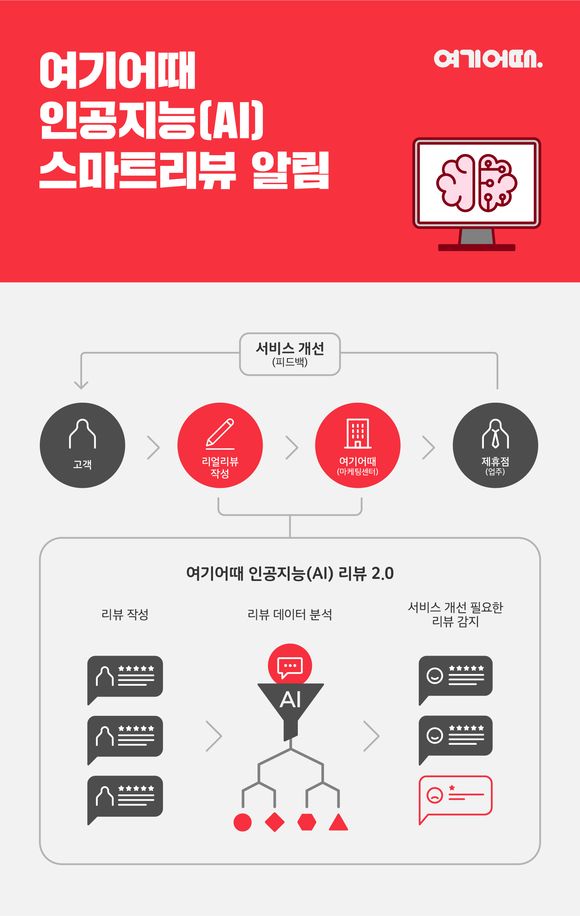 여기어때
인공지능(AI)
스마트리뷰 알림
여기어때.
서비스 개선
(피드백)
고객
리얼리뷰
작성
여기어때
(마케팅센터)
제휴점
(업주)
여기어때 인공지능(AI) 리뷰 2.0
리뷰 작성
리뷰 데이터 분석
서비스 개선 필요한
리뷰 감지
AI